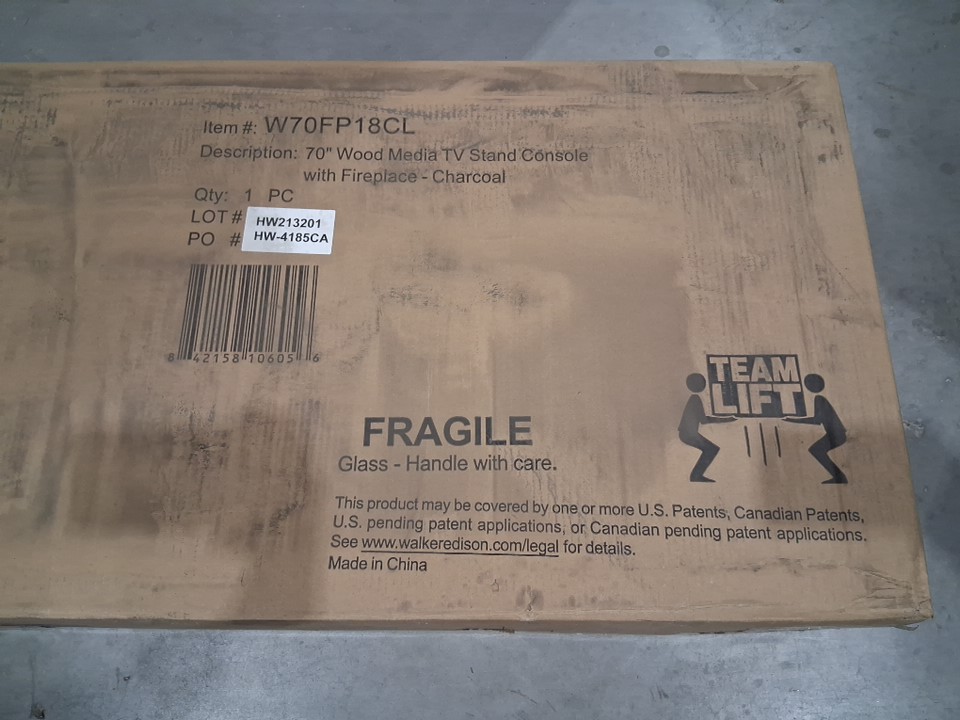 Item #: W70FP18CL
Description: 70" Wood Media TV Stand Console
with Fireplace - Charcoal
Qty: 1 PC
LOT # HW213201
PO # HW-4185CA
8 42158 10605 6
TEAM
LIFT
FRAGILE
Glass - Handle with care.
This product may be covered by one or more U.S. Patents, Canadian Patents,
U.S. pending patent applications, or Canadian pending patent applications.
See www.walkeredison.com/legal for details.
Made in China